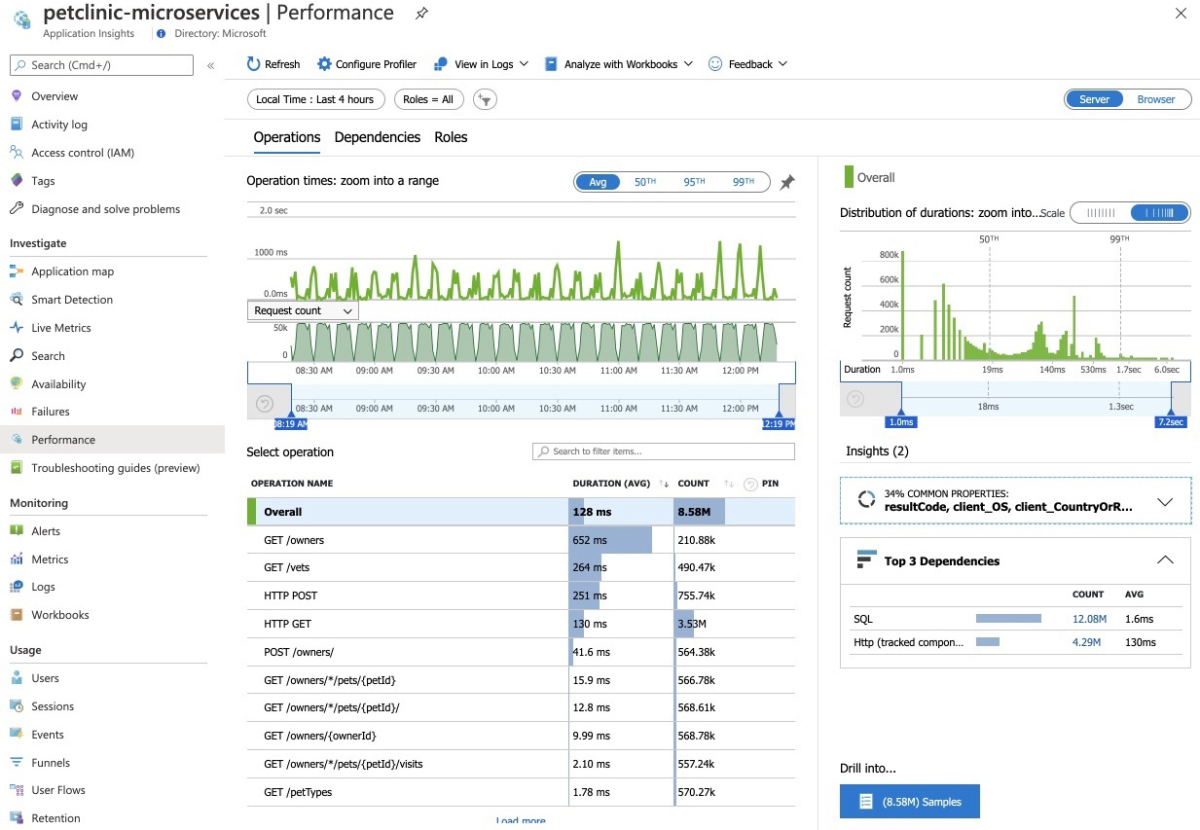 petclinic-microservices | Performance
Application Insights
Directory: Microsoft
Search (Cmd+/)
«
Overview
Activity log
Access control (IAM)
Tags
Diagnose and solve problems
Investigate
Application map
Smart Detection
Live Metrics
Search
Availability
Failures
Performance
Troubleshooting guides (preview)
Monitoring
Alerts
Metrics
Logs
Workbooks
Usage
Users
Sessions
Events
Funnels
User Flows
Retention
Refresh
Configure Profiler
View in Logs
Analyze with Workbooks
Feedback
Local Time : Last 4 hours
Roles = All
Server
Browser
Operations
Dependencies
Roles
Operation times: zoom into a range
Avg
50TH
95TH
99TH
2.0 sec
1000 ms
0.0ms
Request count
50k
0
08:30 AM 09:00 AM 09:30 AM 10:00 AM 10:30 AM 11:00 AM 11:30 AM 12:00 PM
08:30 AM 09:00 AM 09:30 AM 10:00 AM 10:30 AM 11:00 AM 11:30 AM 12:00 PM
08:19 AM
12:19 PM
Select operation
Search to filter items...
OPERATION NAME DURATION (AVG) COUNT PIN
Overall 128 ms 8.58M
GET /owners 652 ms 210.88k
GET /vets 264 ms 490.47k
HTTP POST 251 ms 755.74k
HTTP GET 130 ms 3.53M
POST /owners/ 41.6 ms 564.38k
GET /owners/*/pets/{petId} 15.9 ms 566.78k
GET /owners/*/pets/{petId}/ 12.8 ms 568.61k
GET /owners/{ownerId} 9.99 ms 568.78k
GET /owners/*/pets/{petId}/visits 2.10 ms 557.24k
GET /petTypes 1.78 ms 570.27k
Load more
Overall
Distribution of durations: zoom into... Scale
50TH 99TH
Request count
800k
600k
400k
200k
0
Duration 1.0ms 19ms 140ms 530ms 1.7sec 6.0sec
18ms 1.3sec
1.0ms
7.2sec
Insights (2)
34% COMMON PROPERTIES:
resultCode, client_OS, client_CountryOrR...
Top 3 Dependencies
COUNT AVG
SQL 12.08M 1.6ms
Http (tracked compon... 4.29M 130ms
Drill into...
(8.58M) Samples